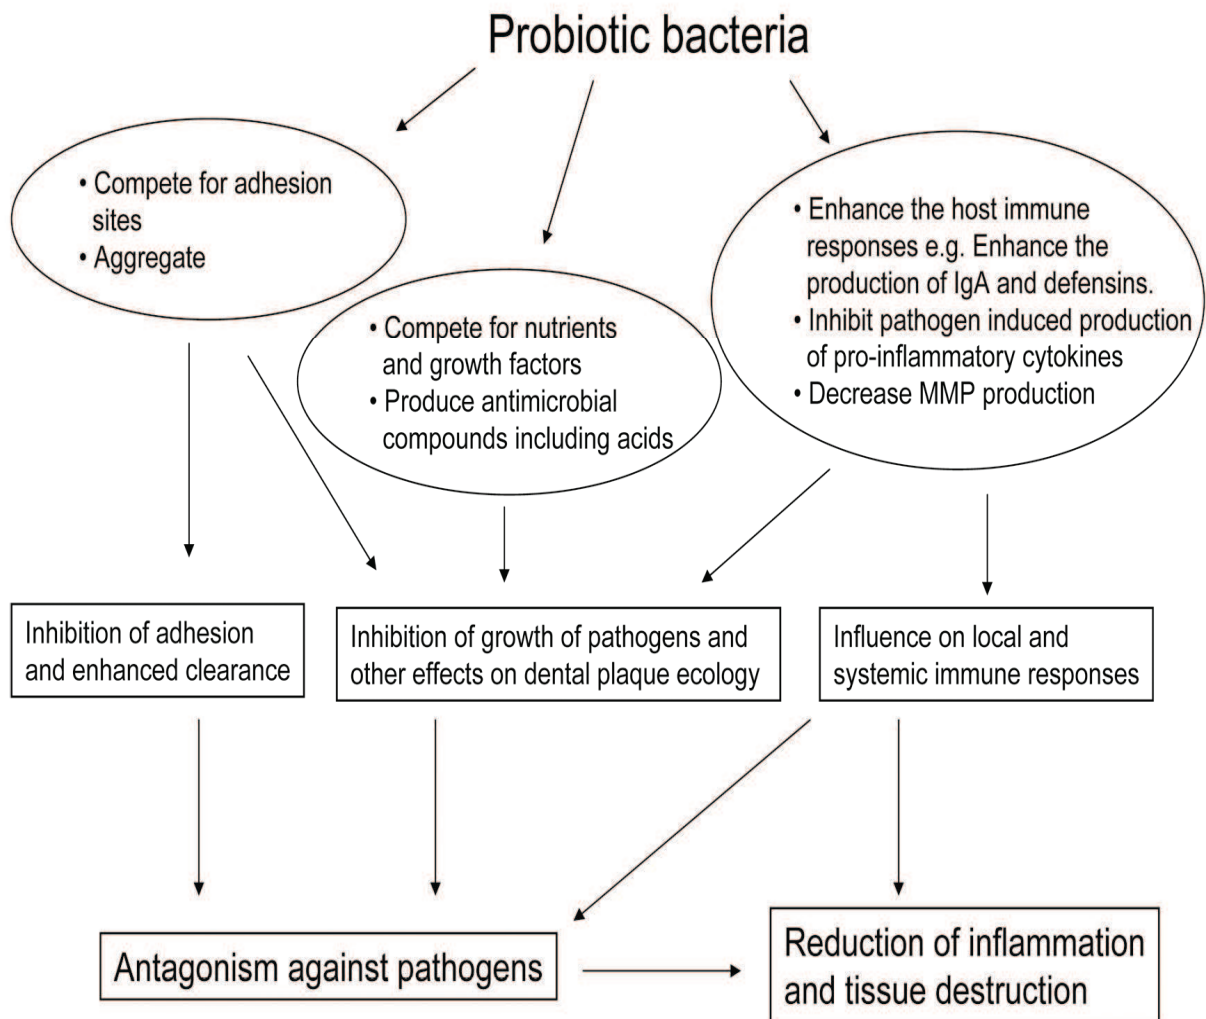 Probiotic bacteria
• Compete for adhesion
sites
• Aggregate
• Compete for nutrients
and growth factors
• Produce antimicrobial
compounds including acids
• Enhance the host immune
responses e.g. Enhance the
production of IgA and defensins.
• Inhibit pathogen induced production
of pro-inflammatory cytokines
• Decrease MMP production
Inhibition of adhesion
and enhanced clearance
Inhibition of growth of pathogens and
other effects on dental plaque ecology
Influence on local and
systemic immune responses
Antagonism against pathogens
Reduction of inflammation
and tissue destruction